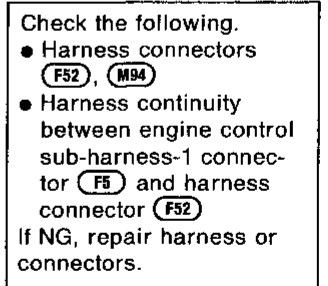 Check the following.
● Harness connectors
F52, M94
● Harness continuity
between engine control
sub-harness-1 connec-
tor F5 and harness
connector F52
If NG, repair harness or
connectors.